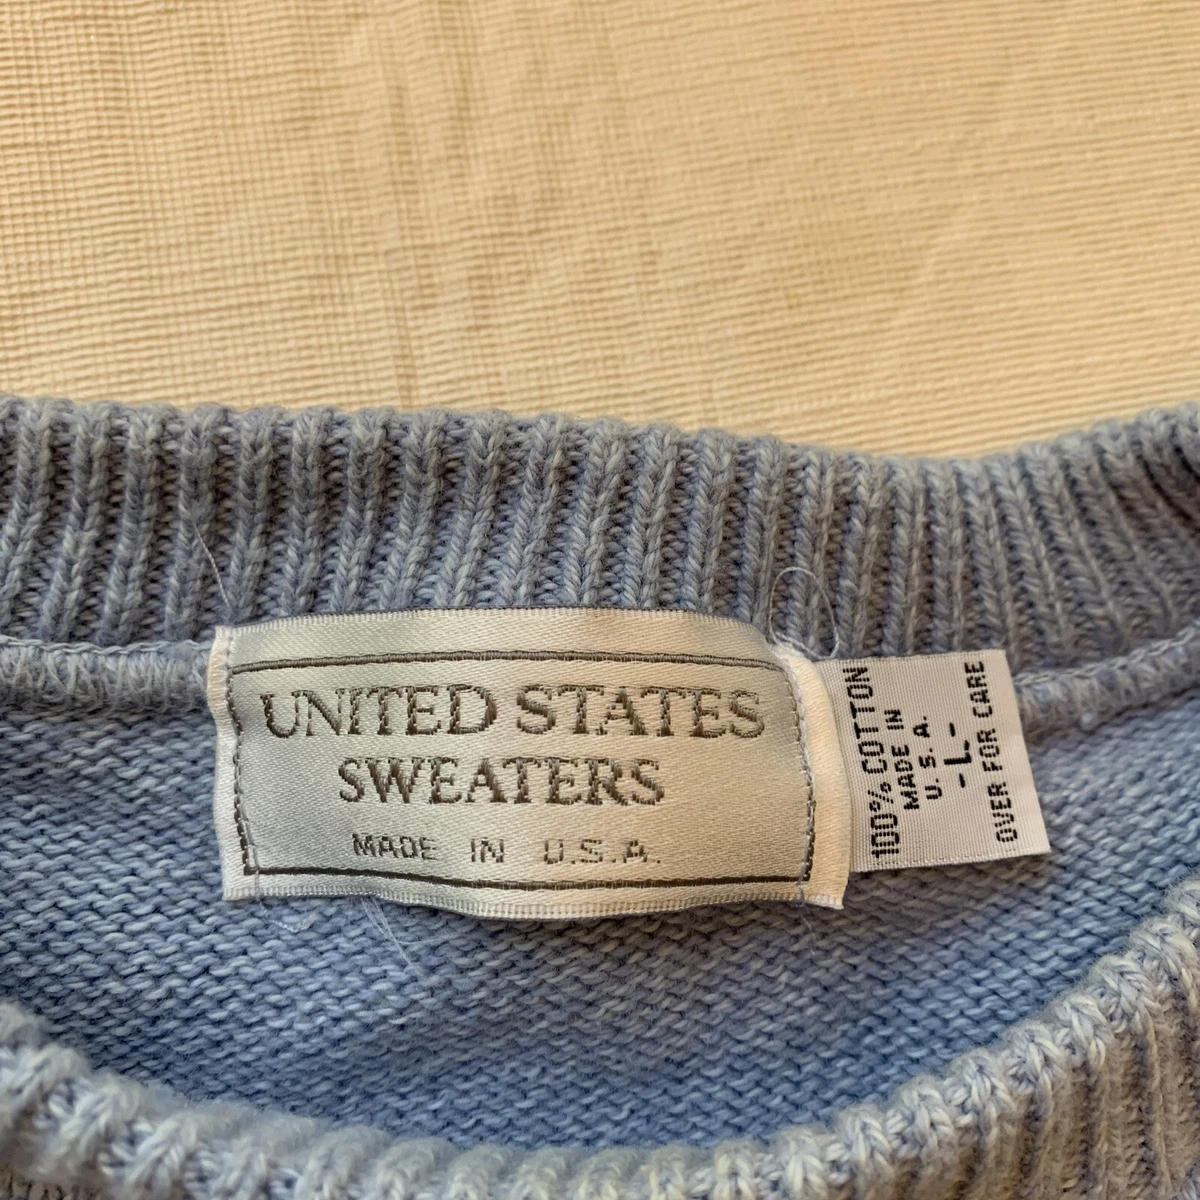 UNITED STATES
SWEATERS
MADE IN U.S.A.
100% COTTON
MADE IN
U.S.A.
-L-
OVER FOR CARE